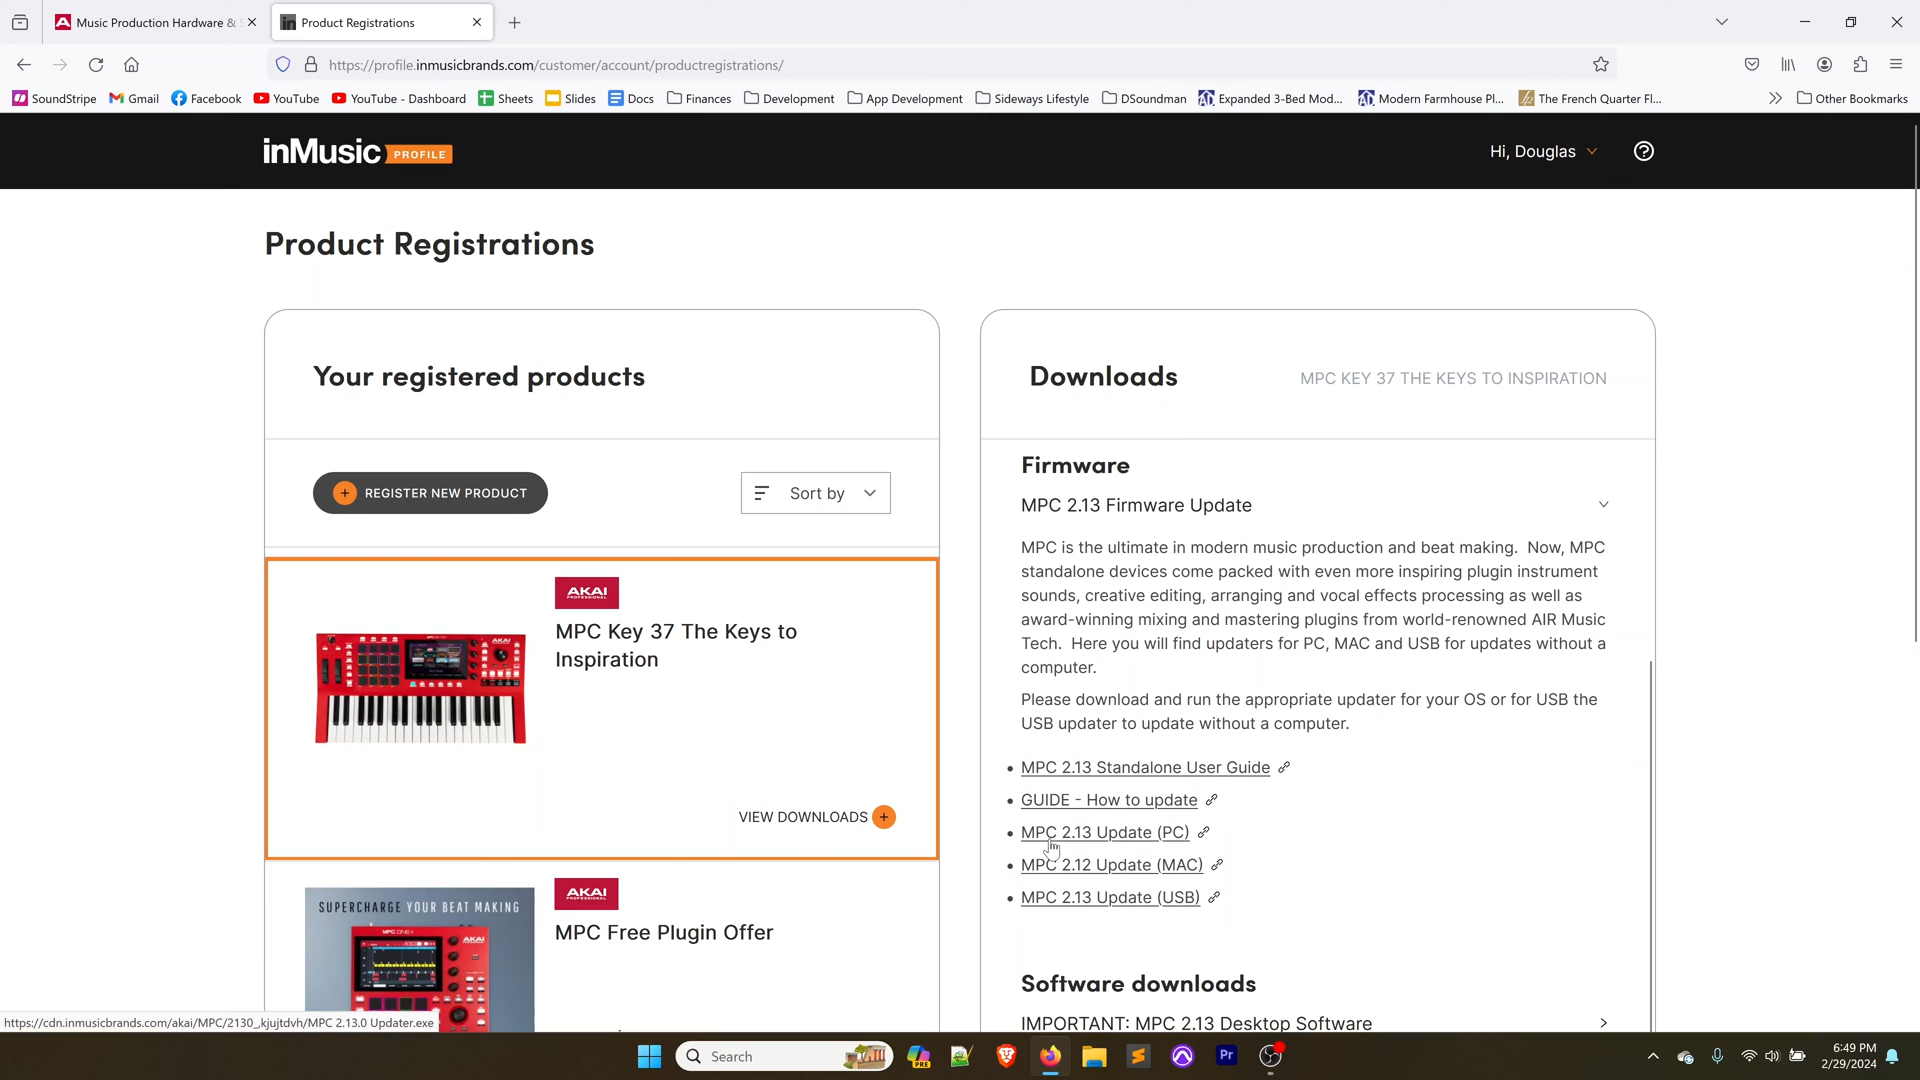 Music Production Hardware &
Product Registrations
https://profile.inmusicbrands.com/customer/account/productregistrations/
SoundStripe
Gmail
Facebook
YouTube
YouTube - Dashboard
Sheets
Slides
Docs
Finances
Development
App Development
Sideways Lifestyle
DSoundman
Expanded 3-Bed Mod...
Modern Farmhouse Pl...
The French Quarter Fl...
Other Bookmarks
inMusic PROFILE
Hi, Douglas
Product Registrations
Your registered products
REGISTER NEW PRODUCT
Sort by
AKAI
PROFESSIONAL
MPC Key 37 The Keys to
Inspiration
VIEW DOWNLOADS
AKAI
PROFESSIONAL
MPC Free Plugin Offer
SUPERCHARGE YOUR BEAT MAKING
Downloads
MPC KEY 37 THE KEYS TO INSPIRATION
Firmware
MPC 2.13 Firmware Update
MPC is the ultimate in modern music production and beat making. Now, MPC
standalone devices come packed with even more inspiring plugin instrument
sounds, creative editing, arranging and vocal effects processing as well as
award-winning mixing and mastering plugins from world-renowned AIR Music
Tech. Here you will find updaters for PC, MAC and USB for updates without a
computer.
Please download and run the appropriate updater for your OS or for USB the
USB updater to update without a computer.
• MPC 2.13 Standalone User Guide
• GUIDE - How to update
• MPC 2.13 Update (PC)
• MPC 2.12 Update (MAC)
• MPC 2.13 Update (USB)
Software downloads
IMPORTANT: MPC 2.13 Desktop Software
https://cdn.inmusicbrands.com/akai/MPC/2130_,kjujtdvh/MPC 2.13.0 Updater.exe
Search
PRE
Pr
6:49 PM
2/29/2024